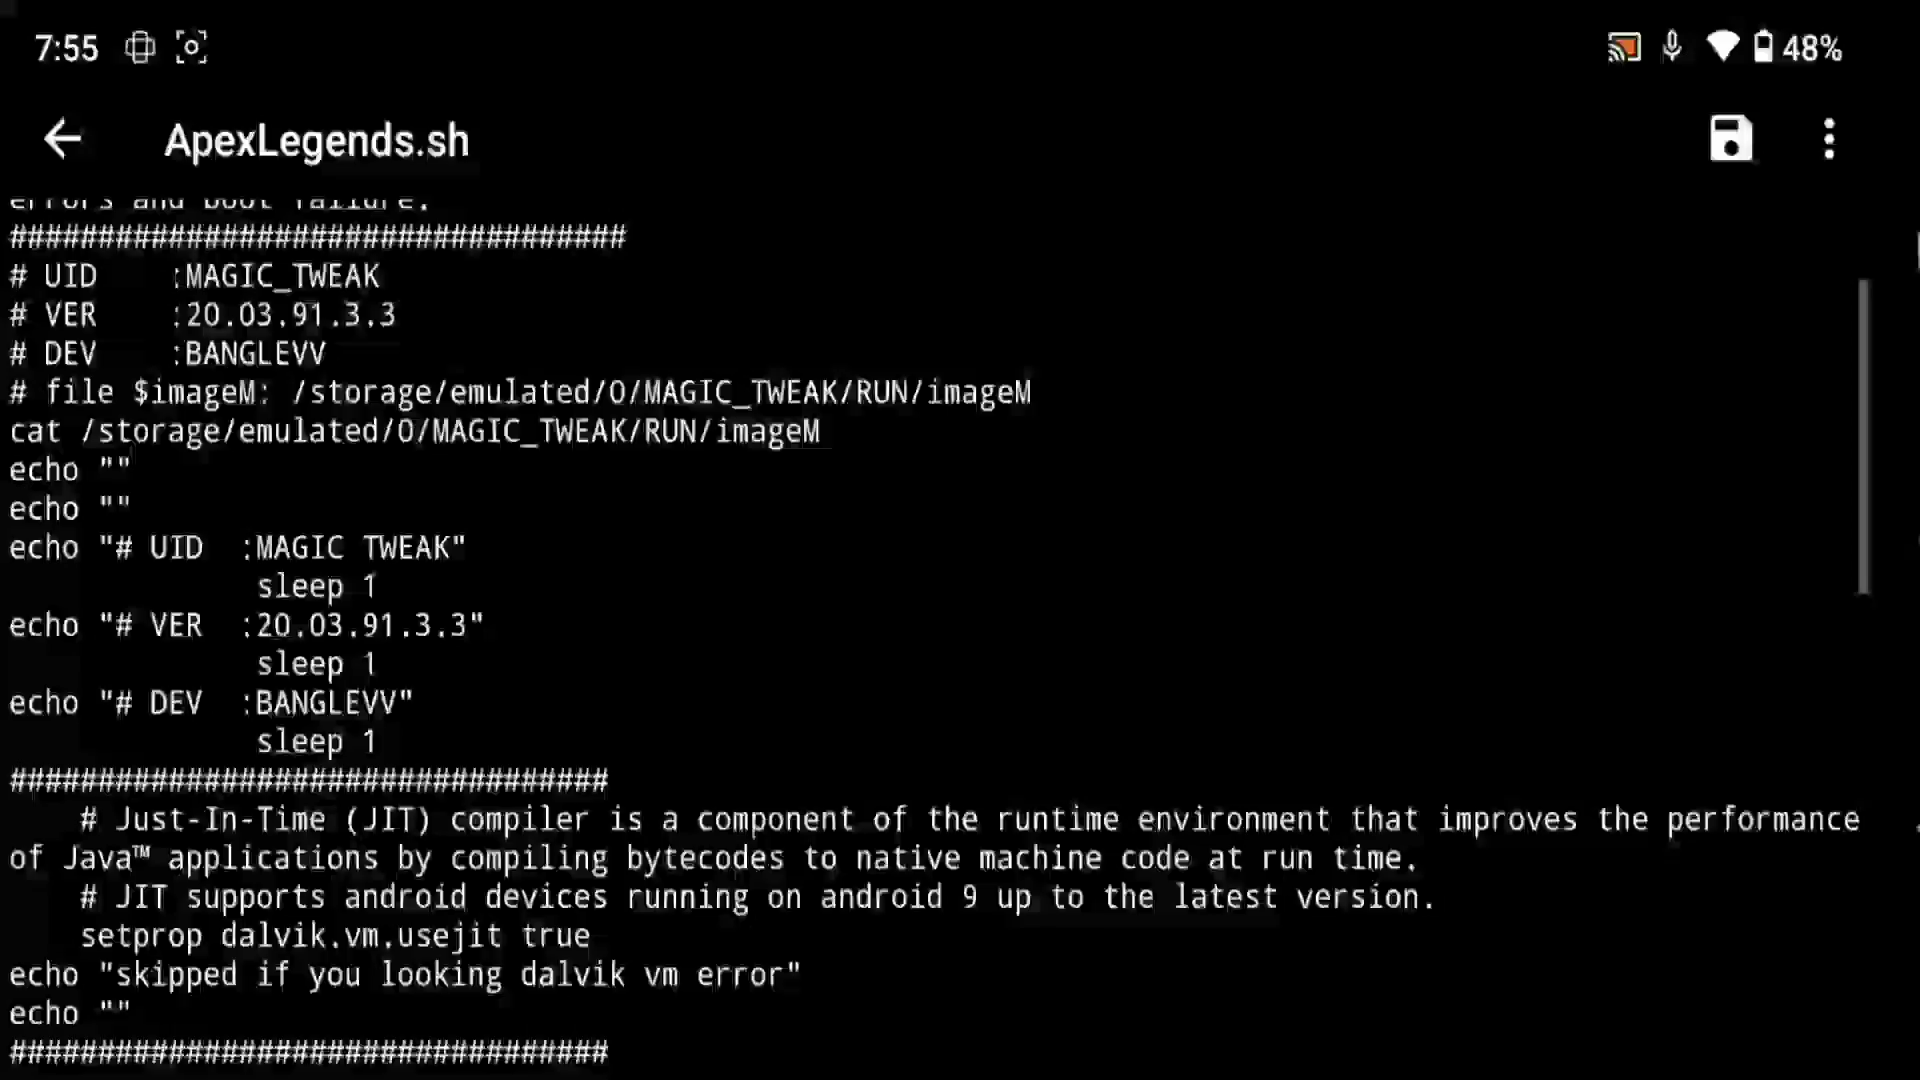 7:55
48%
ApexLegends.sh
errors and boot failure.
###################################
# UID    :MAGIC_TWEAK
# VER    :20.03.91.3.3
# DEV    :BANGLEVV
# file $imageM: /storage/emulated/0/MAGIC_TWEAK/RUN/imageM
cat /storage/emulated/0/MAGIC_TWEAK/RUN/imageM
echo ""
echo ""
echo "# UID  :MAGIC TWEAK"
sleep 1
echo "# VER  :20.03.91.3.3"
sleep 1
echo "# DEV  :BANGLEVV"
sleep 1
##################################
# Just-In-Time (JIT) compiler is a component of the runtime environment that improves the performance
of Java™ applications by compiling bytecodes to native machine code at run time.
# JIT supports android devices running on android 9 up to the latest version.
setprop dalvik.vm.usejit true
echo "skipped if you looking dalvik vm error"
echo ""
##################################